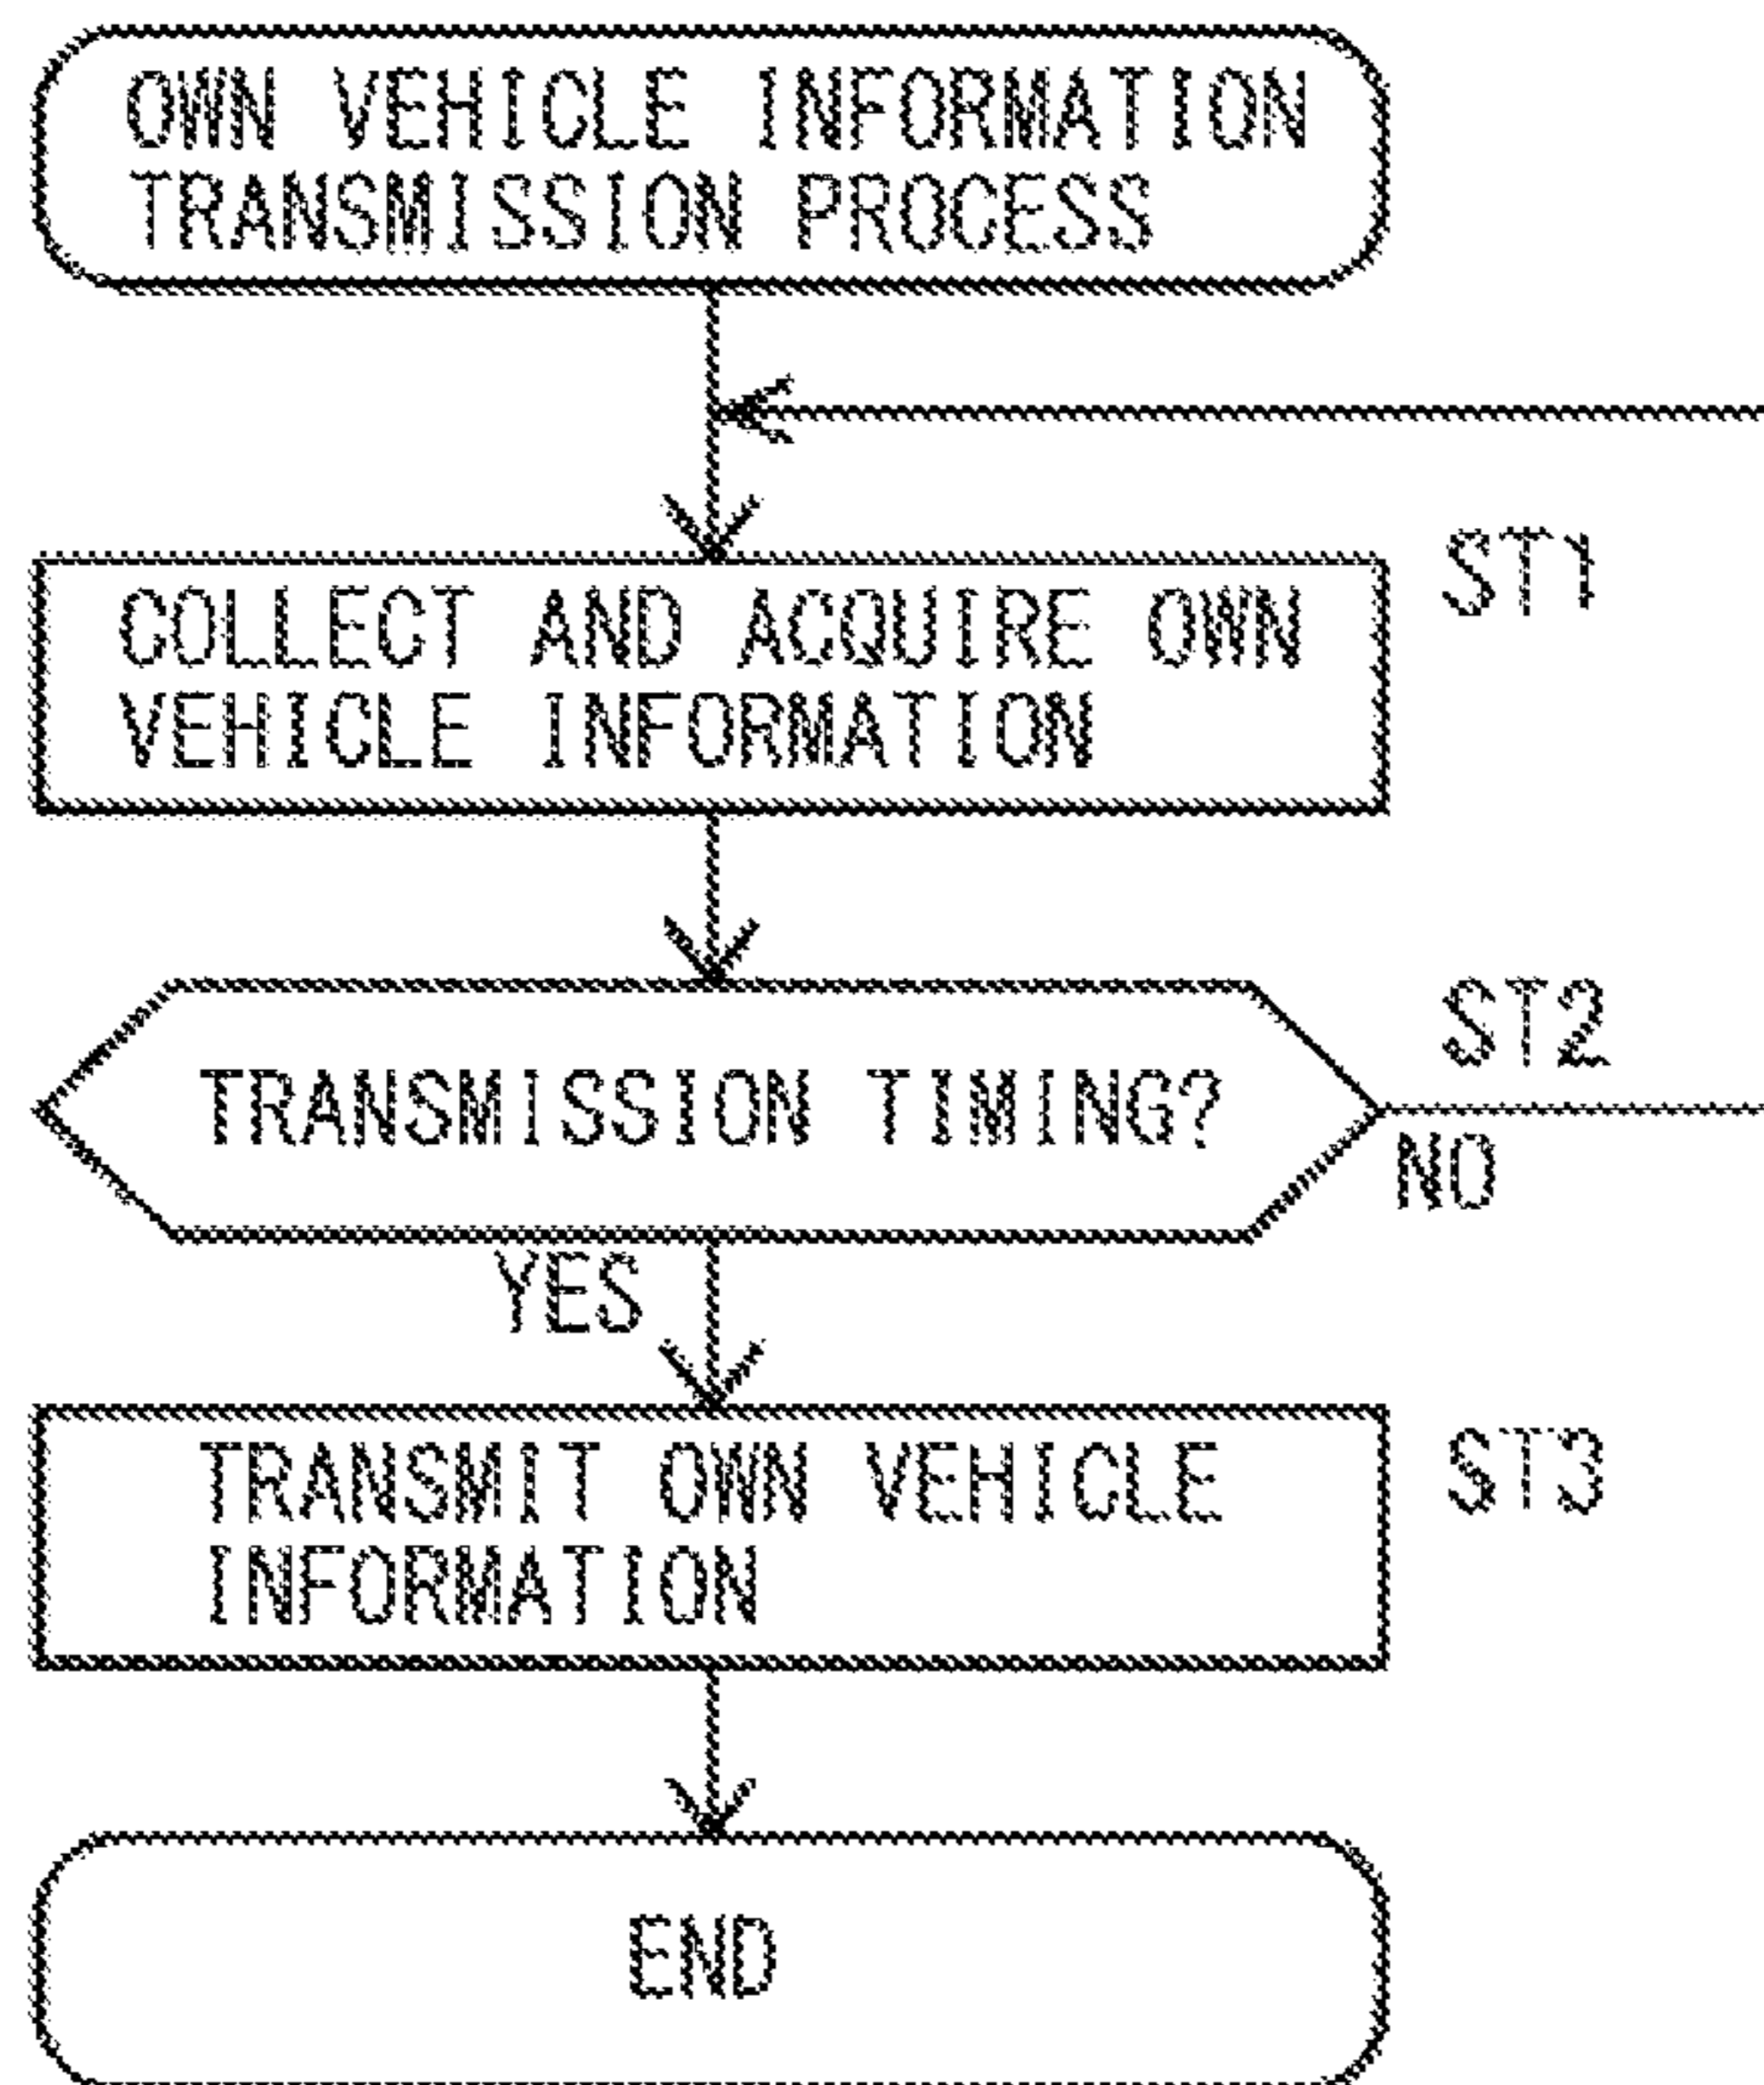 OWN VEHICLE INFORMATION
TRANSMISSION PROCESS
ST1
COLLECT AND ACQUIRE OWN
VEHICLE INFORMATION
ST2
TRANSMISSION TIMING?
NO
YES
ST3
TRANSMIT OWN VEHICLE
INFORMATION
END